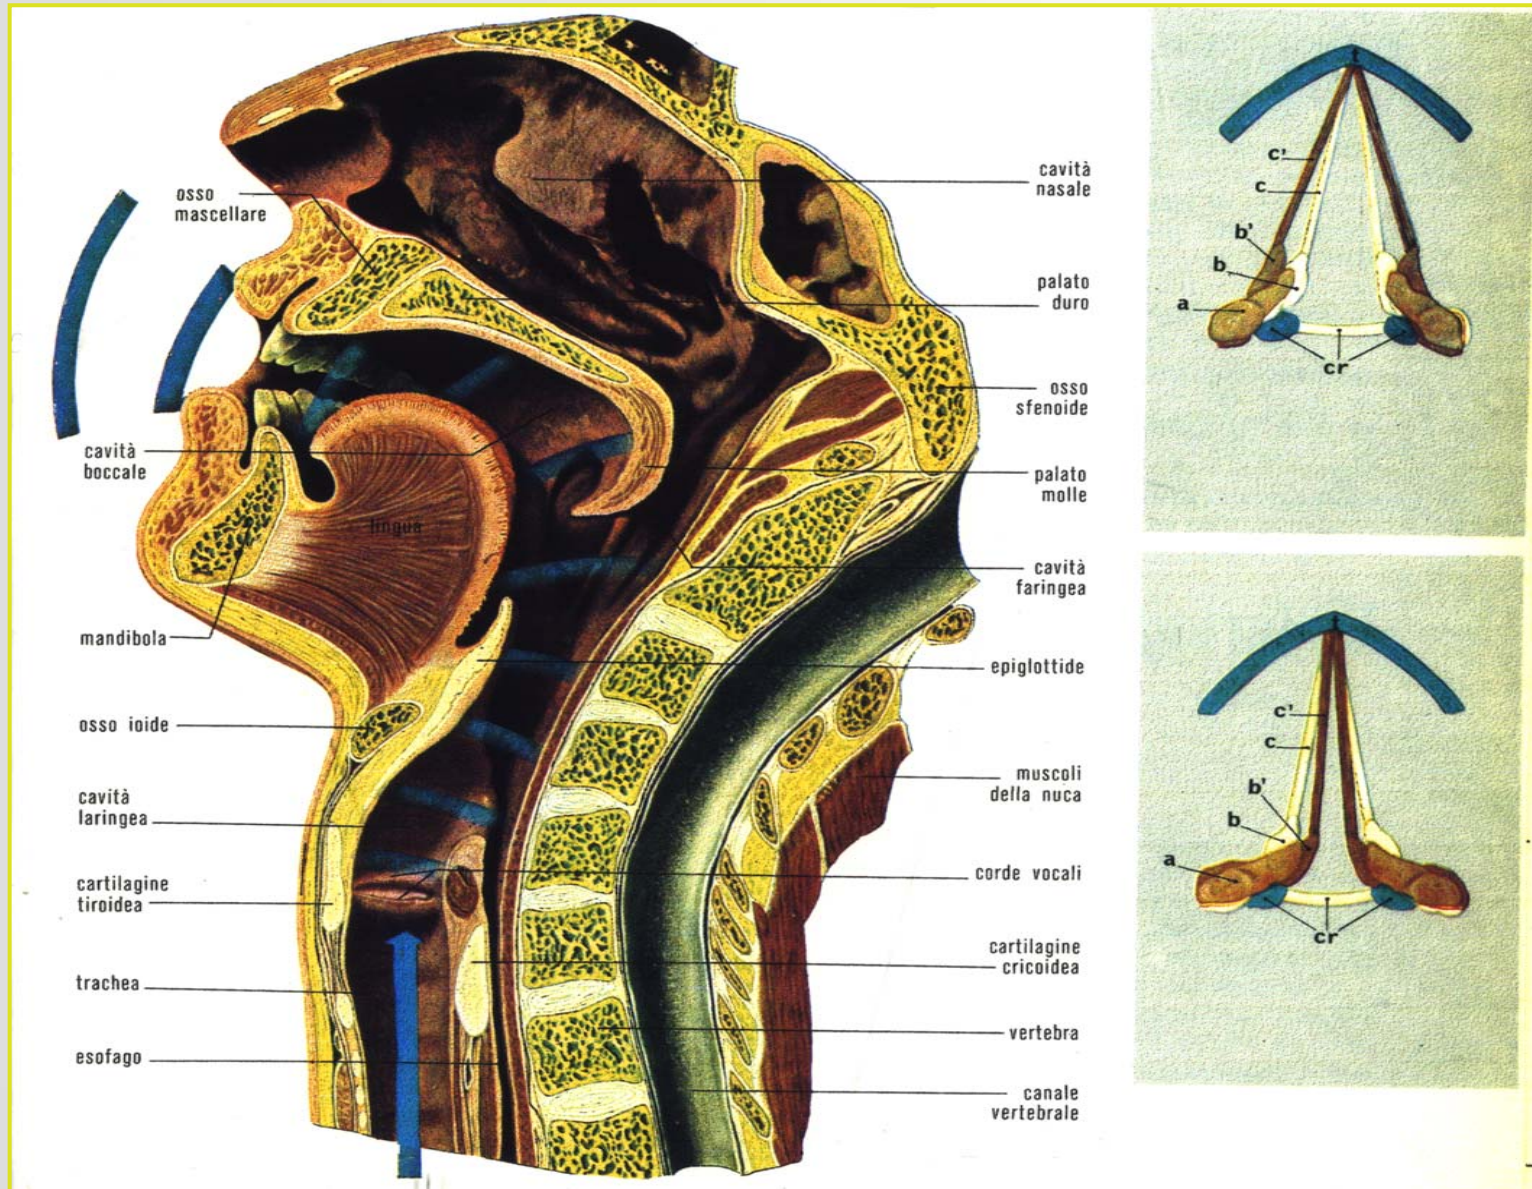 osso
mascellare
cavità
boccale
lingua
mandibola
osso ioide
cavità
laringea
cartilagine
tiroidea
trachea
esofago
cavità
nasale
palato
duro
osso
sfenoide
palato
molle
cavità
faringea
epiglottide
muscoli
della nuca
corde vocali
cartilagine
cricoidea
vertebra
canale
vertebrale
t
c'
c
b'
b
a
cr
t
c'
c
b'
b
a
cr